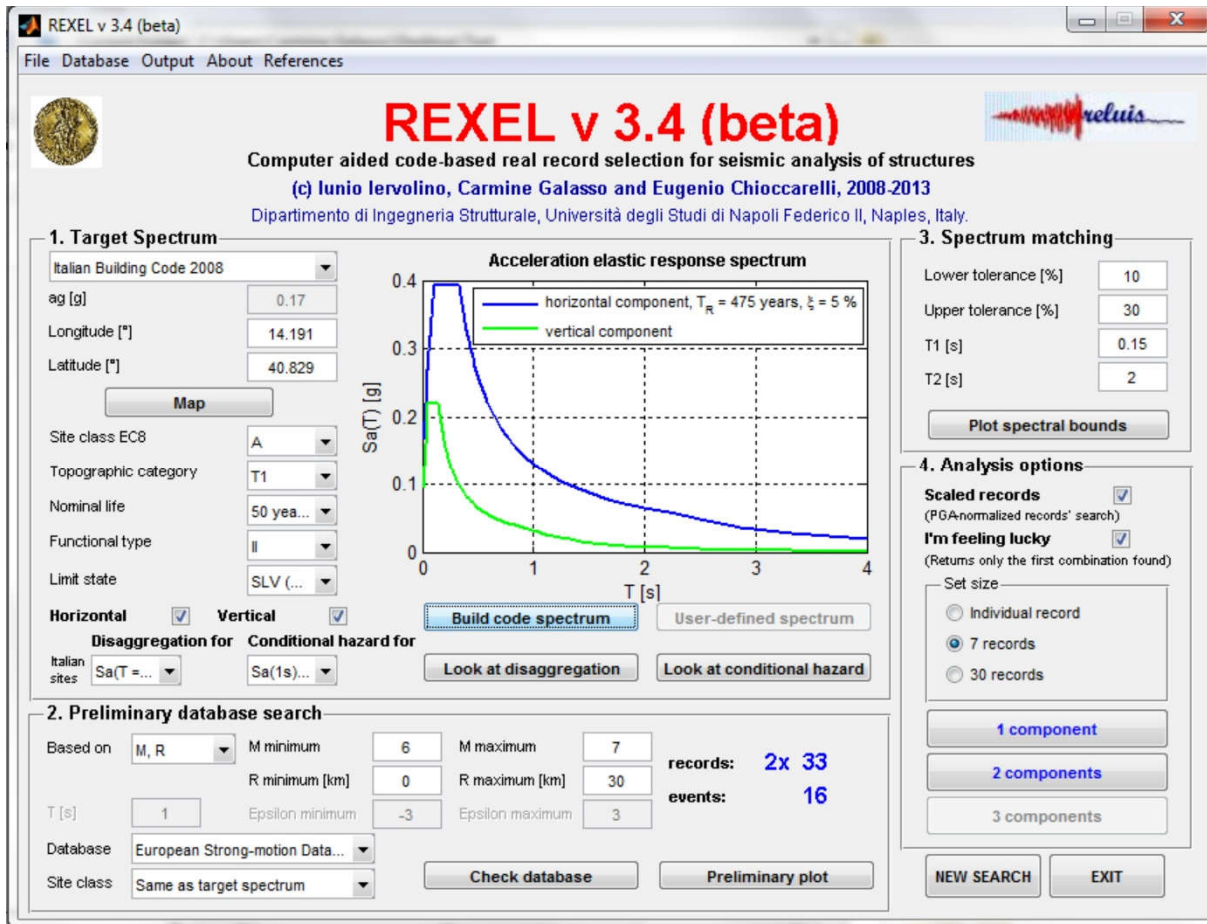 REXEL v 3.4 (beta)
File Database Output About References
REXEL v 3.4 (beta)
reluis
Computer aided code-based real record selection for seismic analysis of structures
(c) Iunio Iervolino, Carmine Galasso and Eugenio Chioccarelli, 2008-2013
Dipartimento di Ingegneria Strutturale, Università degli Studi di Napoli Federico II, Naples, Italy.
1. Target Spectrum
Italian Building Code 2008
ag [g] 0.17
Longitude [°] 14.191
Latitude [°] 40.829
Map
Site class EC8 A
Topographic category T1
Nominal life 50 yea...
Functional type II
Limit state SLV (...
Horizontal Vertical
Disaggregation for Conditional hazard for
Italian sites Sa(T =... Sa(1s)...
Acceleration elastic response spectrum
horizontal component, T_R = 475 years, ξ = 5 %
vertical component
Sa(T) [g]
0.4
0.3
0.2
0.1
0
0 1 2 3 4
T [s]
Build code spectrum User-defined spectrum
Look at disaggregation Look at conditional hazard
2. Preliminary database search
Based on M, R M minimum 6 M maximum 7
R minimum [km] 0 R maximum [km] 30
T [s] 1 Epsilon minimum -3 Epsilon maximum 3
records: 2x 33
events: 16
Database European Strong-motion Data...
Site class Same as target spectrum
Check database Preliminary plot
3. Spectrum matching
Lower tolerance [%] 10
Upper tolerance [%] 30
T1 [s] 0.15
T2 [s] 2
Plot spectral bounds
4. Analysis options
Scaled records
(PGA-normalized records' search)
I'm feeling lucky
(Returns only the first combination found)
Set size
Individual record
7 records
30 records
1 component
2 components
3 components
NEW SEARCH EXIT